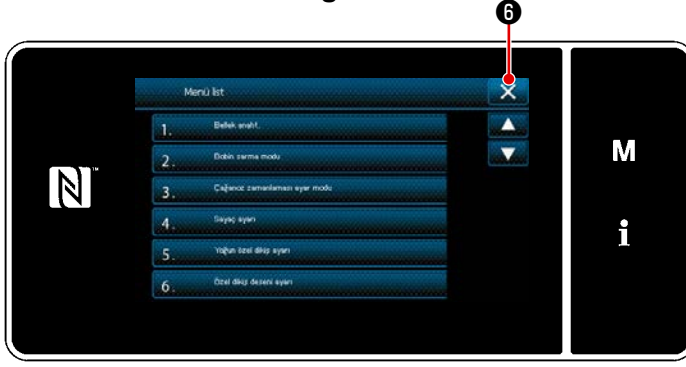 ❻
Menü list
1. Bellek anaht.
2. Bobin sarma modu
3. Çağanoz zamanlaması ayar modu
4. Sayaç ayarı
5. Yoğun özel dikiş ayarı
6. Özel dikiş deseni ayarı
M
i